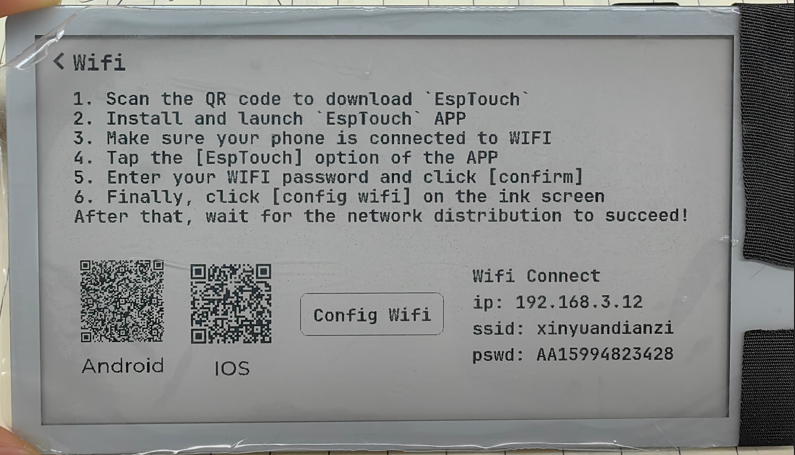 < Wifi
1. Scan the QR code to download `EspTouch`
2. Install and launch `EspTouch` APP
3. Make sure your phone is connected to WIFI
4. Tap the [EspTouch] option of the APP
5. Enter your WIFI password and click [confirm]
6. Finally, click [config wifi] on the ink screen
After that, wait for the network distribution to succeed!
Android
IOS
Config Wifi
Wifi Connect
ip: 192.168.3.12
ssid: xinyuandianzi
pswd: AA15994823428